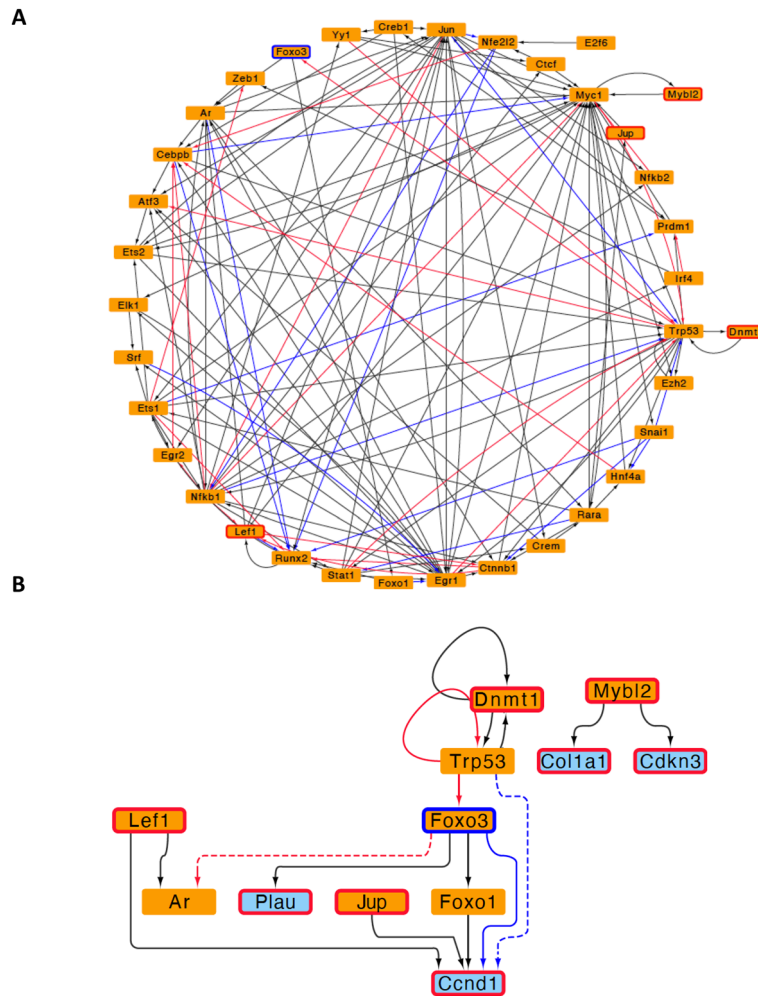 A
Creb1
Jun
Yy1
Nfe2l2
E2f6
Foxo3
Ctcf
Zeb1
Myc1
Mybl2
Ar
Jup
Cebpb
Nfkb2
Atf3
Prdm1
Ets2
Irf4
Elk1
Trp53
Dnmt
Srf
Ezh2
Ets1
Snai1
Egr2
Hnf4a
Nfkb1
Rara
Lef1
Crem
Runx2
Ctnnb1
Stat1
Foxo1
Egr1
B
Dnmt1
Mybl2
Trp53
Col1a1
Cdkn3
Lef1
Foxo3
Ar
Plau
Jup
Foxo1
Ccnd1